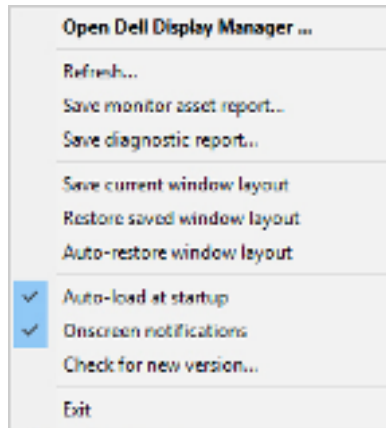 Open Dell Display Manager ...
Refresh...
Save monitor asset report...
Save diagnostic report...
Save current window layout
Restore saved window layout
Auto-restore window layout
Auto-load at startup
Onscreen notifications
Check for new version...
Exit